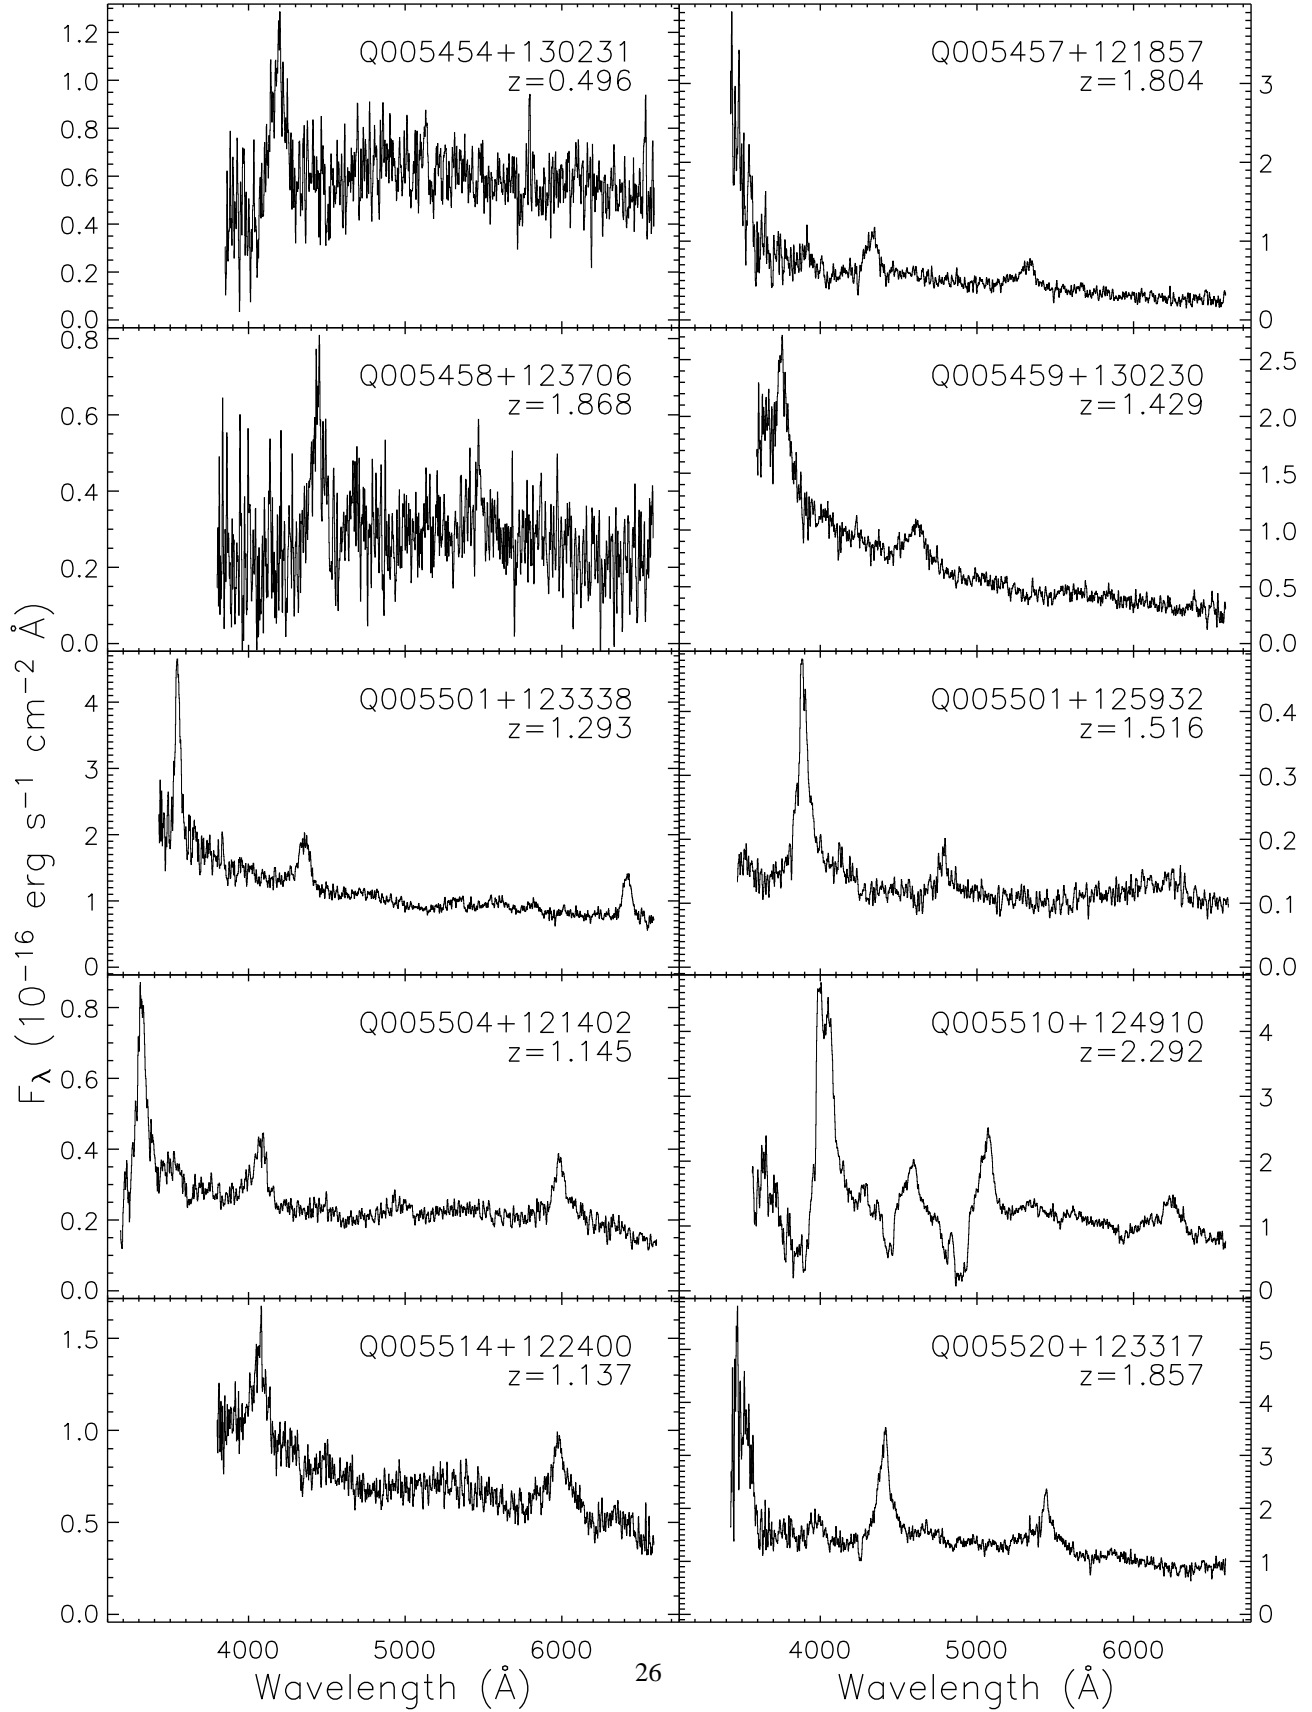 Q005454+130231
z=0.496
1.2
1.0
0.8
0.6
0.4
0.2
0.0
Q005457+121857
z=1.804
3
2
1
0
Q005458+123706
z=1.868
0.8
0.6
0.4
0.2
0.0
Q005459+130230
z=1.429
2.5
2.0
1.5
1.0
0.5
0.0
Q005501+123338
z=1.293
4
3
2
1
0
Q005501+125932
z=1.516
0.4
0.3
0.2
0.1
0.0
Q005504+121402
z=1.145
0.8
0.6
0.4
0.2
0.0
Q005510+124910
z=2.292
4
3
2
1
0
Q005514+122400
z=1.137
1.5
1.0
0.5
0.0
Q005520+123317
z=1.857
5
4
3
2
1
0
Fλ (10−16 erg s−1 cm−2 Å)
4000 5000 6000
4000 5000 6000
Wavelength (Å)
26
Wavelength (Å)